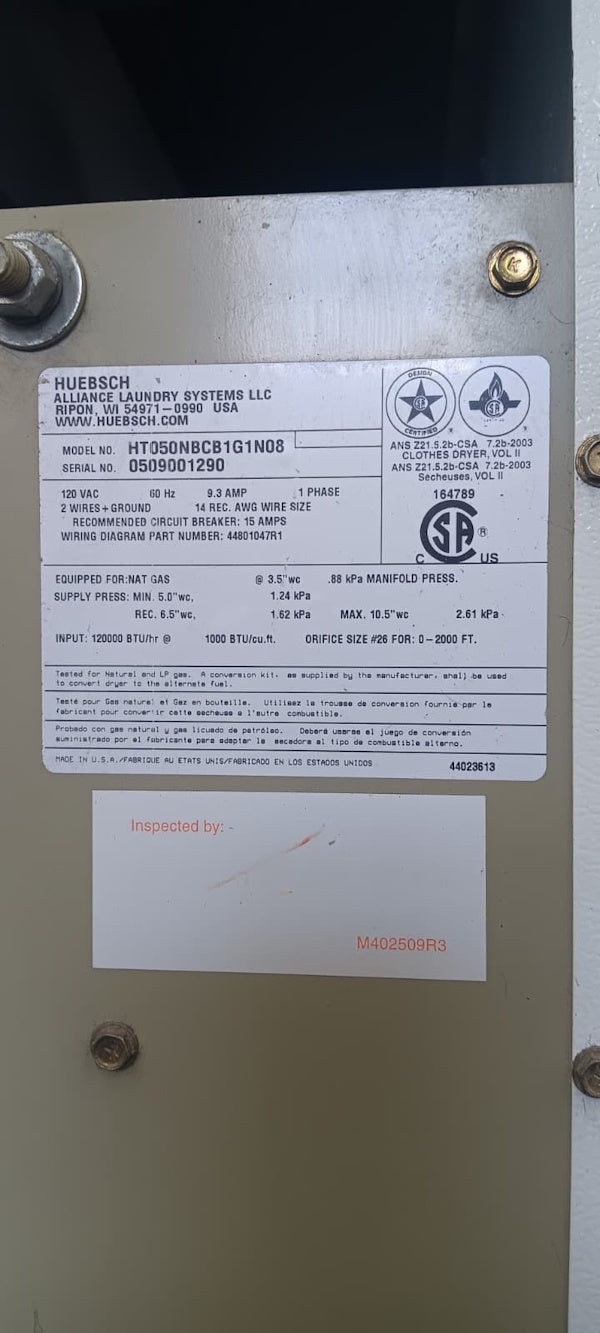 HUEBSCH
ALLIANCE LAUNDRY SYSTEMS LLC
RIPON, WI 54971-0990 USA
WWW.HUEBSCH.COM
MODEL NO. HT050NBCB1G1N08
SERIAL NO. 0509001290
DESIGN
CERTIFIED
ANS Z21.5.2b-CSA 7.2b-2003
CLOTHES DRYER, VOL II
ANS Z21.5.2b-CSA 7.2b-2003
Sécheuses, VOL II
164789
C US
120 VAC 60 Hz 9.3 AMP 1 PHASE
2 WIRES+GROUND 14 REC. AWG WIRE SIZE
RECOMMENDED CIRCUIT BREAKER: 15 AMPS
WIRING DIAGRAM PART NUMBER: 44801047R1
EQUIPPED FOR:NAT GAS @ 3.5"wc .88 kPa MANIFOLD PRESS.
SUPPLY PRESS: MIN. 5.0"wc, 1.24 kPa
REC. 6.5"wc, 1.62 kPa MAX. 10.5"wc 2.61 kPa
INPUT: 120000 BTU/hr @ 1000 BTU/cu.ft. ORIFICE SIZE #26 FOR: 0-2000 FT.
Tested for Natural and LP gas. A conversion kit, as supplied by the manufacturer, shall be used
to convert dryer to the alternate fuel.
Testé pour Gas naturel et Gaz en bouteille. Utilisez la trousse de conversion fournie par le
fabricant pour convertir cette secheuse a l'autre combustible.
Probado con gas natural y gas licuado de petróleo. Deberá usarse el juego de conversión
suministrado por el fabricante para adaptar la secadora al tipo de combustible alterno.
MADE IN U.S.A./FABRIQUE AU ETATS UNIS/FABRICADO EN LOS ESTADOS UNIDOS 44023613
Inspected by: -
M402509R3